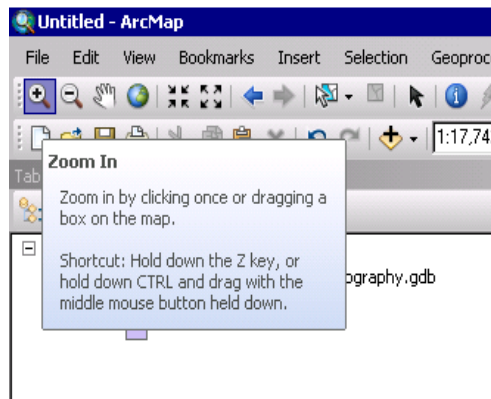 Untitled - ArcMap
File Edit View Bookmarks Insert Selection Geoproc
1:17,74
Tab
Zoom In
Zoom in by clicking once or dragging a
box on the map.
Shortcut: Hold down the Z key, or
hold down CTRL and drag with the
middle mouse button held down.
ography.gdb